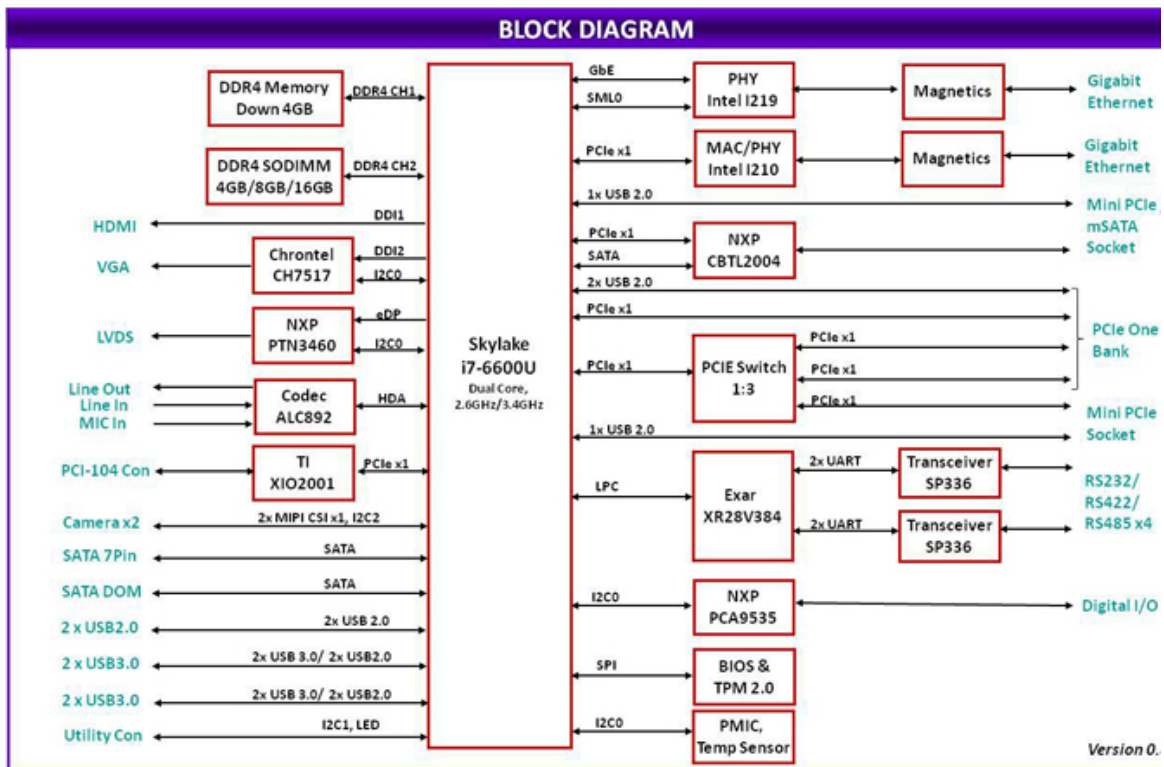 BLOCK DIAGRAM
DDR4 Memory
Down 4GB
DDR4 CH1
DDR4 SODIMM
4GB/8GB/16GB
DDR4 CH2
HDMI
DDI1
VGA
Chrontel
CH7517
DDI2
I2C0
LVDS
NXP
PTN3460
eDP
I2C0
Line Out
Line In
MIC In
Codec
ALC892
HDA
PCI-104 Con
TI
XIO2001
PCIe x1
Camera x2
2x MIPI CSI x1, I2C2
SATA 7Pin
SATA
SATA DOM
SATA
2 x USB2.0
2x USB 2.0
2 x USB3.0
2x USB 3.0/ 2x USB2.0
2 x USB3.0
2x USB 3.0/ 2x USB2.0
Utility Con
I2C1, LED
Skylake
i7-6600U
Dual Core,
2.6GHz/3.4GHz
GbE
SML0
PHY
Intel I219
Magnetics
Gigabit
Ethernet
PCIe x1
MAC/PHY
Intel I210
Magnetics
Gigabit
Ethernet
1x USB 2.0
PCIe x1
SATA
NXP
CBTL2004
Mini PCIe
mSATA
Socket
2x USB 2.0
PCIe x1
PCIe x1
PCIE Switch
1:3
PCIe x1
PCIe x1
PCIe x1
PCIe One
Bank
1x USB 2.0
Mini PCIe
Socket
LPC
Exar
XR28V384
2x UART
Transceiver
SP336
2x UART
Transceiver
SP336
RS232/
RS422/
RS485 x4
I2C0
NXP
PCA9535
Digital I/O
SPI
BIOS &
TPM 2.0
I2C0
PMIC,
Temp Sensor
Version 0.